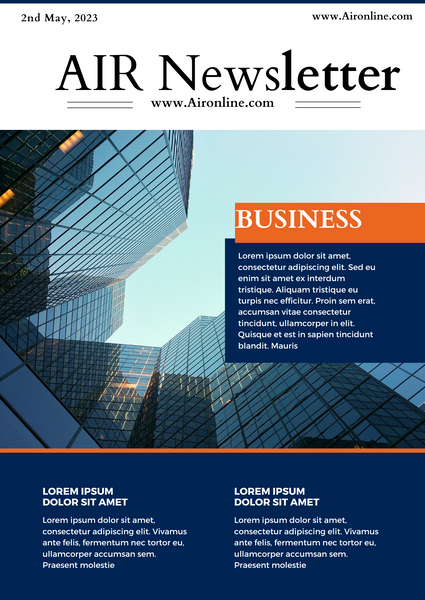 2nd May, 2023
www.Aironline.com
AIR Newsletter
www.Aironline.com
BUSINESS
Lorem ipsum dolor sit amet,
consectetur adipiscing elit. Sed eu
enim sit amet ex interdum
tristique. Aliquam tristique eu
turpis nec efficitur. Proin sem erat,
accumsan vitae consectetur
tincidunt, ullamcorper in elit.
Quisque et est in sapien tincidunt
blandit. Mauris
LOREM IPSUM
DOLOR SIT AMET
Lorem ipsum dolor sit amet,
consectetur adipiscing elit. Vivamus
ante felis, fermentum nec tortor eu,
ullamcorper accumsan sem.
Praesent molestie
LOREM IPSUM
DOLOR SIT AMET
Lorem ipsum dolor sit amet,
consectetur adipiscing elit. Vivamus
ante felis, fermentum nec tortor eu,
ullamcorper accumsan sem.
Praesent molestie